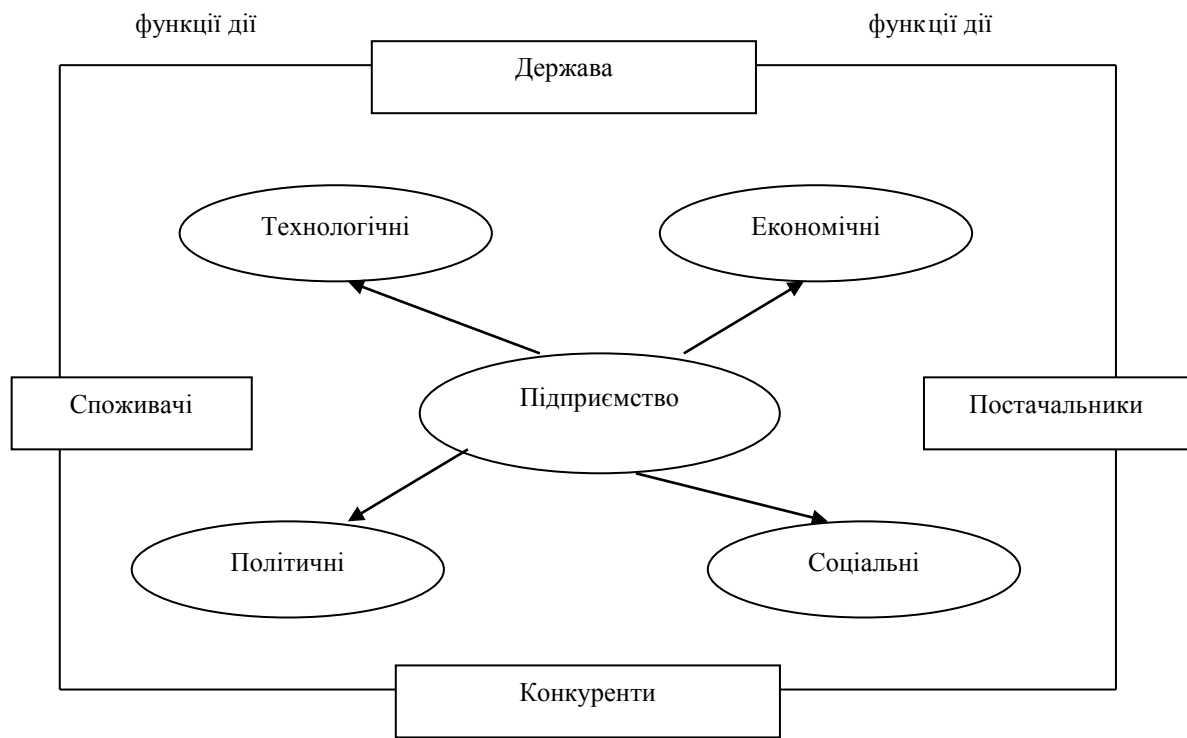 функції дії
функції дії
Держава
Технологічні
Економічні
Підприємство
Споживачі
Постачальники
Політичні
Соціальні
Конкуренти